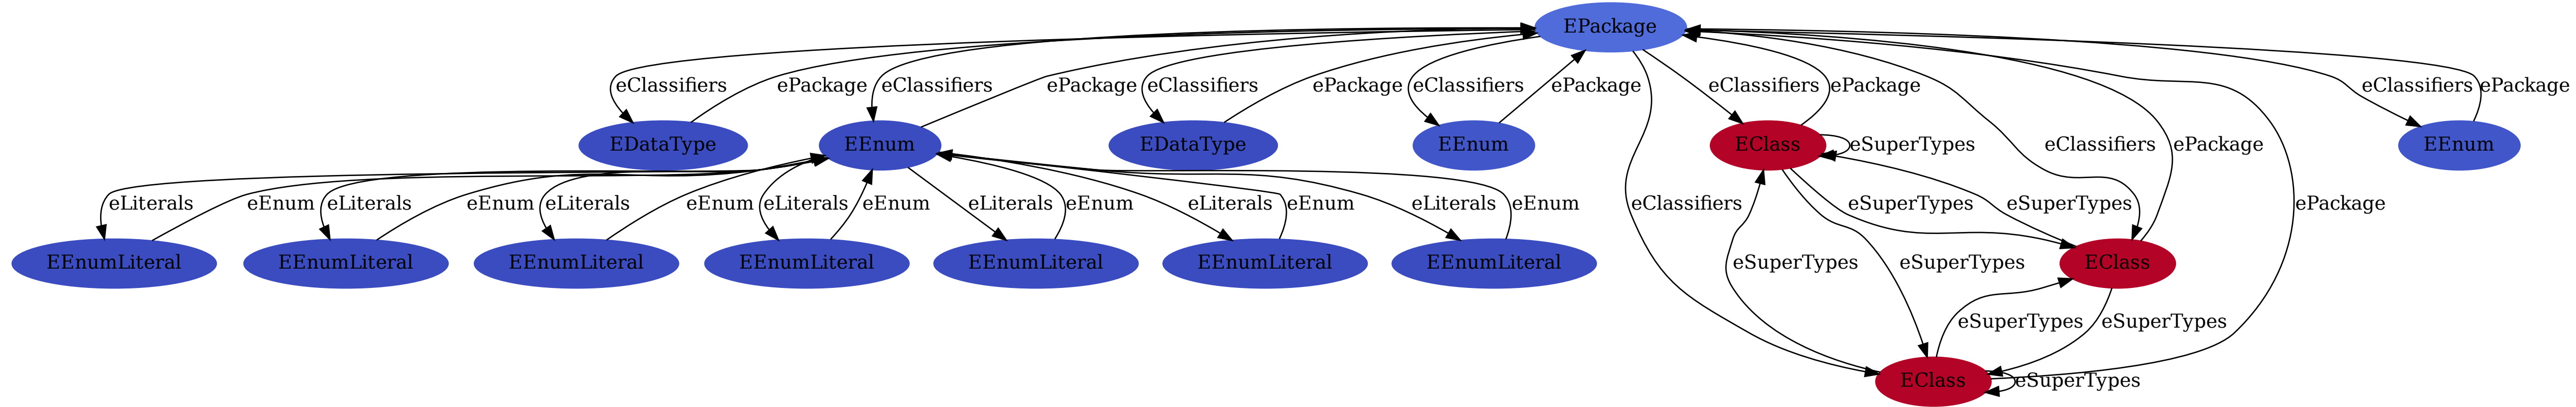 EPackage
eClassifiers
ePackage
eClassifiers
ePackage
eClassifiers
ePackage
eClassifiers
ePackage
eClassifiers
ePackage
eClassifiers
ePackage
eClassifiers
ePackage
EDataType
EEnum
EDataType
EEnum
EClass
eSuperTypes
EEnum
eLiterals
eEnum
eLiterals
eEnum
eLiterals
eEnum
eLiterals
eEnum
eLiterals
eEnum
eLiterals
eEnum
eLiterals
eEnum
eClassifiers
eSuperTypes
eSuperTypes
ePackage
EEnumLiteral
EEnumLiteral
EEnumLiteral
EEnumLiteral
EEnumLiteral
EEnumLiteral
EEnumLiteral
eSuperTypes
eSuperTypes
EClass
eSuperTypes
eSuperTypes
EClass
eSuperTypes